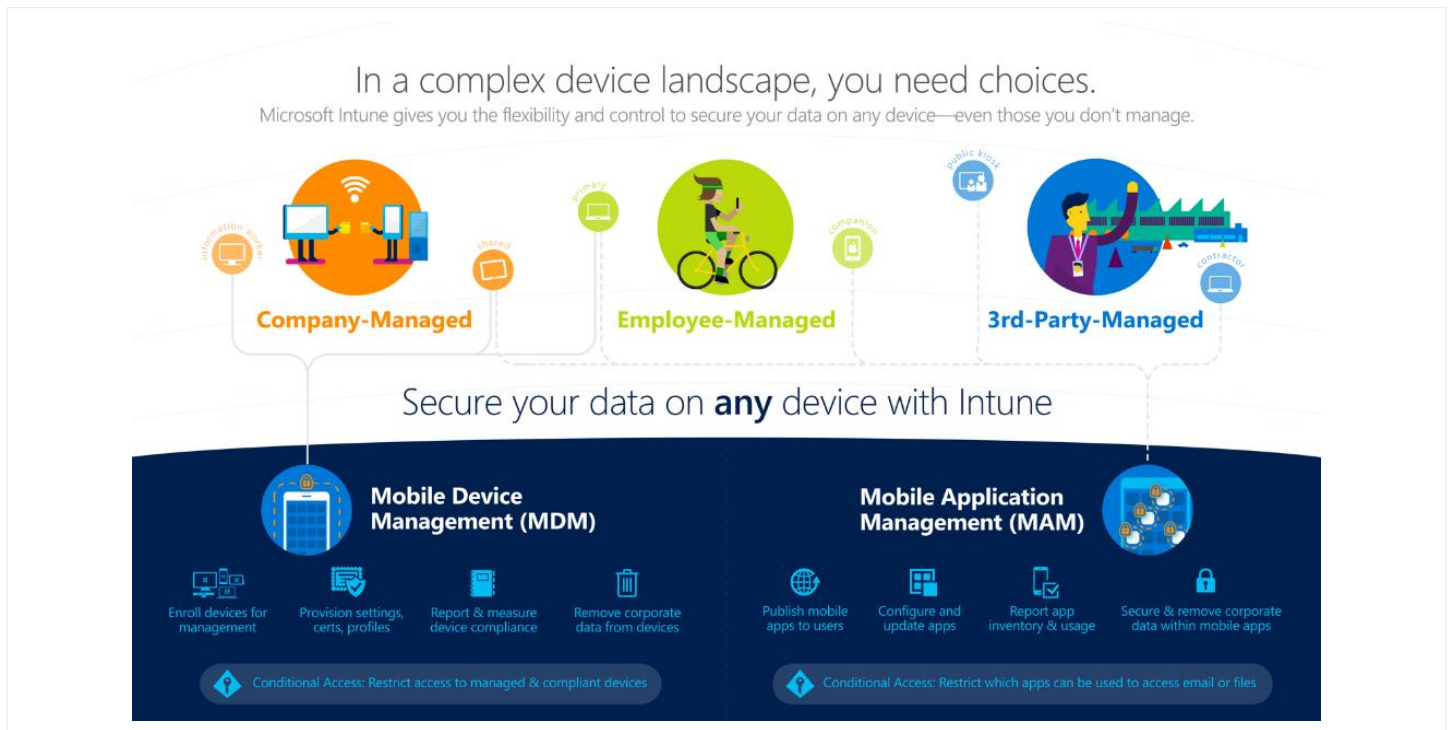 In a complex device landscape, you need choices.
Microsoft Intune gives you the flexibility and control to secure your data on any device—even those you don't manage.
information worker
shared
Company-Managed
primary
companion
Employee-Managed
public kiosk
contractor
3rd-Party-Managed
Secure your data on any device with Intune
Mobile Device
Management (MDM)
Enroll devices for
management
Provision settings,
certs, profiles
Report & measure
device compliance
Remove corporate
data from devices
Conditional Access: Restrict access to managed & compliant devices
Mobile Application
Management (MAM)
Publish mobile
apps to users
Configure and
update apps
Report app
inventory & usage
Secure & remove corporate
data within mobile apps
Conditional Access: Restrict which apps can be used to access email or files